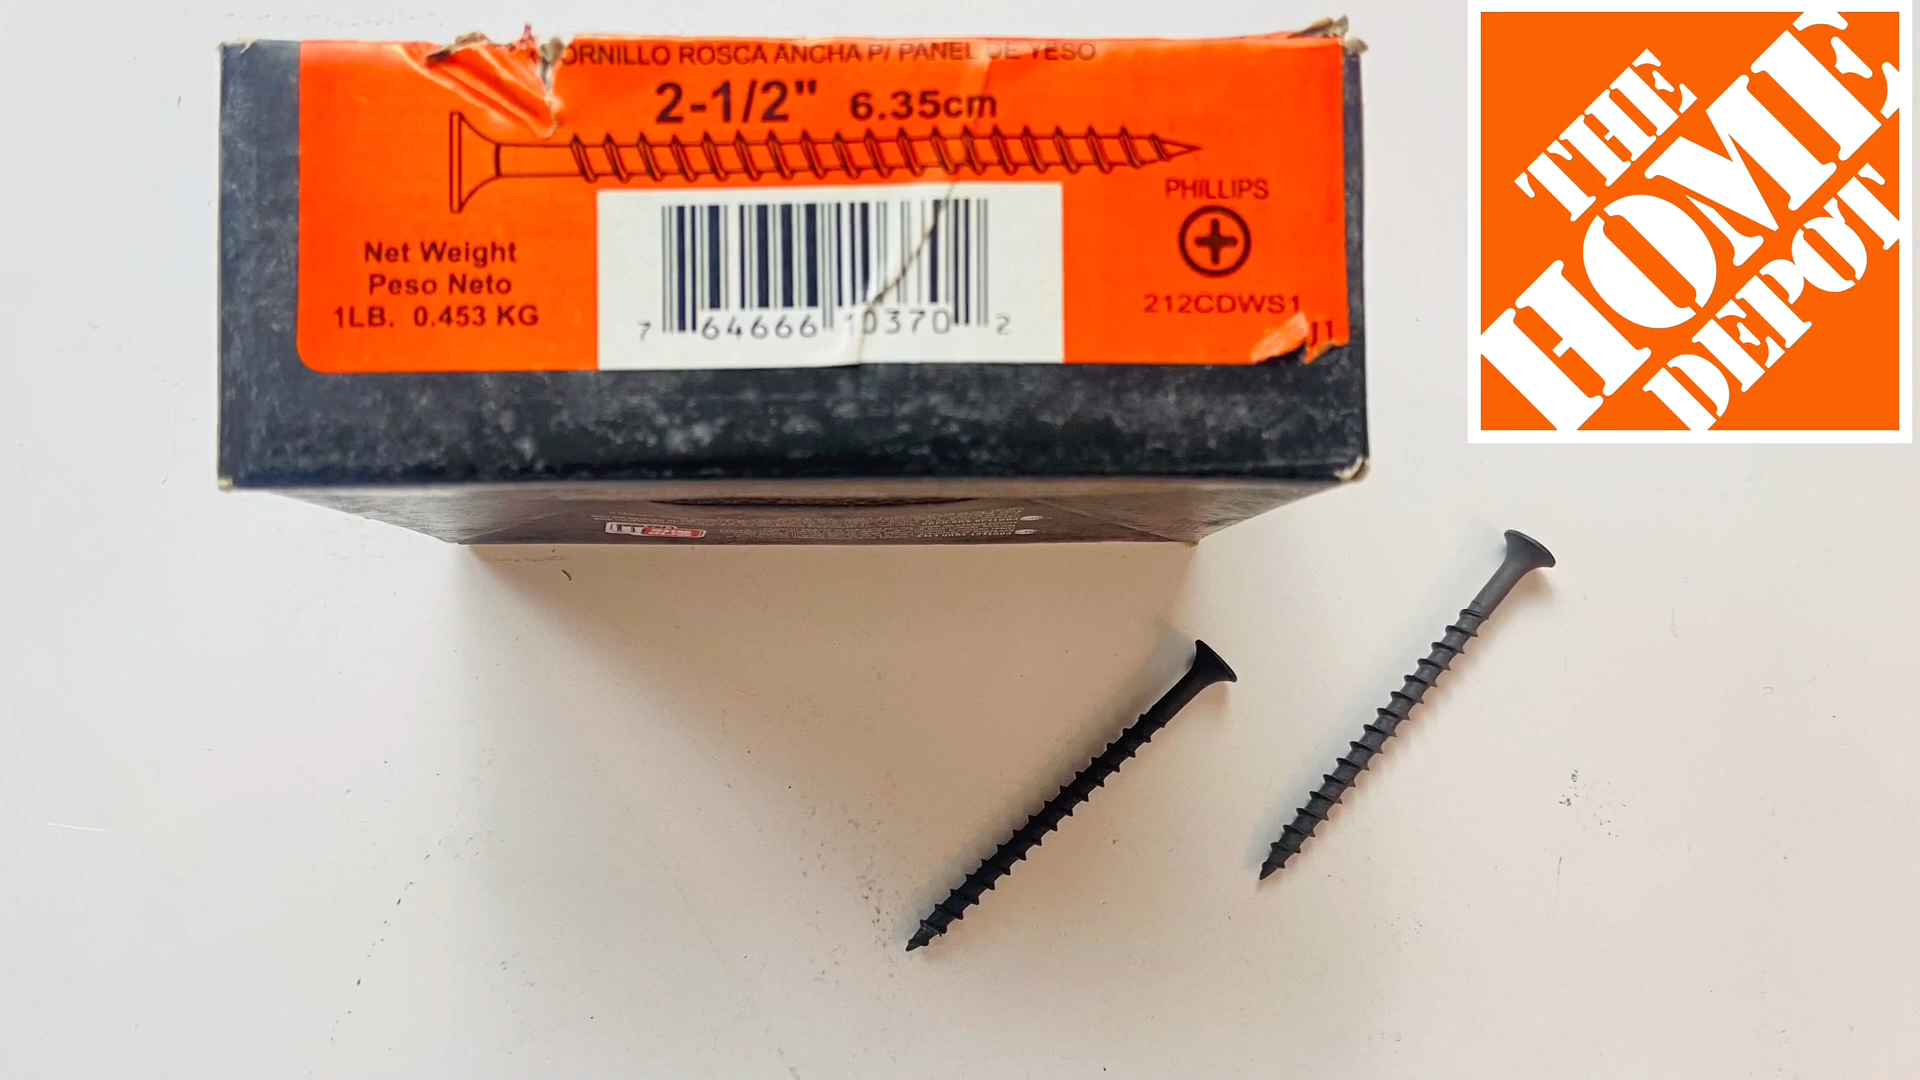 ORNILLO ROSCA ANCHA P/ PANEL DE YESO
2-1/2" 6.35cm
PHILLIPS
Net Weight
Peso Neto
1LB. 0.453 KG
7 64666 10370 2
212CDWS1
J1
THE
HOME
DEPOT